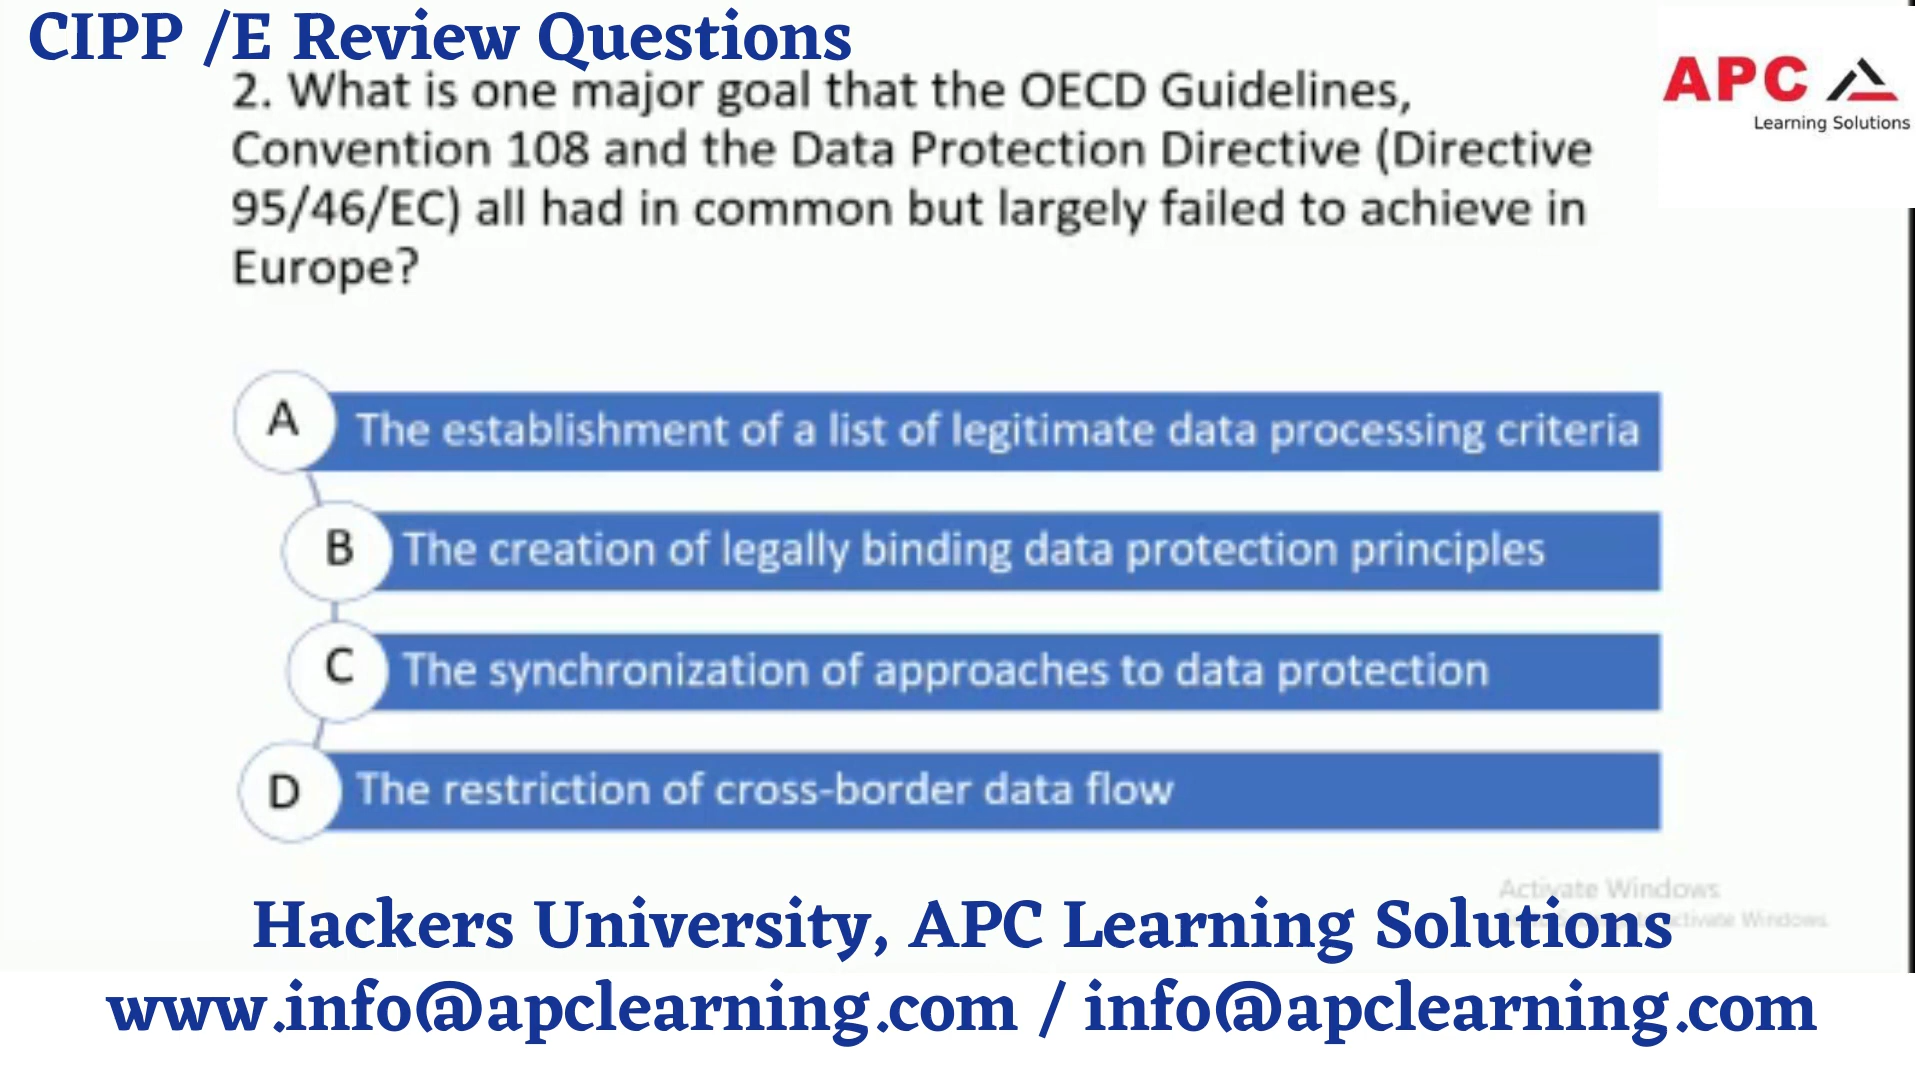 CIPP /E Review Questions
APC
Learning Solutions
2. What is one major goal that the OECD Guidelines,
Convention 108 and the Data Protection Directive (Directive
95/46/EC) all had in common but largely failed to achieve in
Europe?
A The establishment of a list of legitimate data processing criteria
B The creation of legally binding data protection principles
C The synchronization of approaches to data protection
D The restriction of cross-border data flow
Activate Windows
activate Windows.
Hackers University, APC Learning Solutions
www.info@apclearning.com / info@apclearning.com